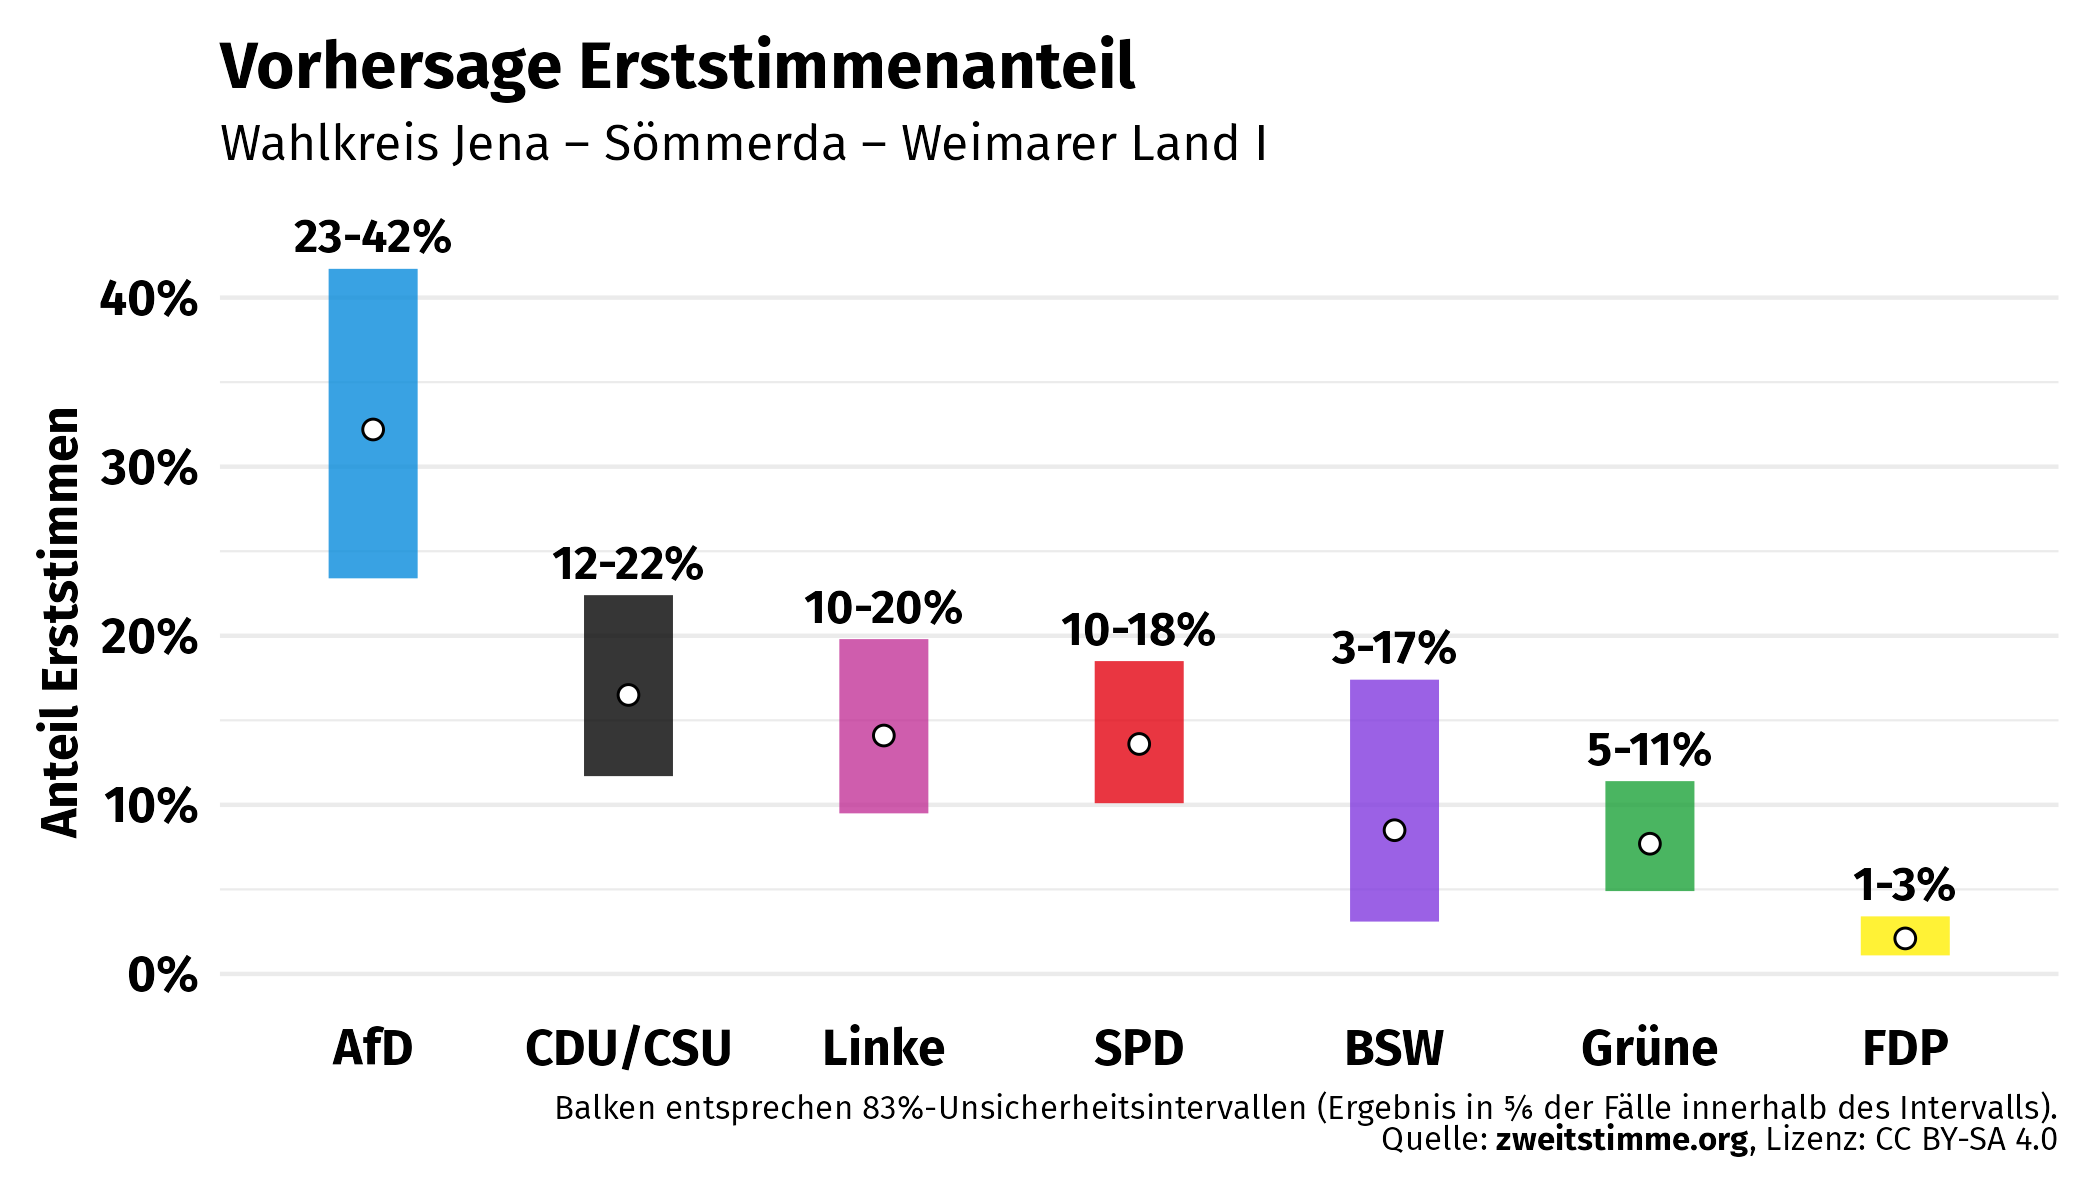 Vorhersage Erststimmenanteil
Wahlkreis Jena – Sömmerda – Weimarer Land I
Anteil Erststimmen
40%
30%
20%
10%
0%
23-42%
12-22%
10-20%
10-18%
3-17%
5-11%
1-3%
AfD CDU/CSU Linke SPD BSW Grüne FDP
Balken entsprechen 83%-Unsicherheitsintervallen (Ergebnis in ⅚ der Fälle innerhalb des Intervalls).
Quelle: zweitstimme.org, Lizenz: CC BY-SA 4.0